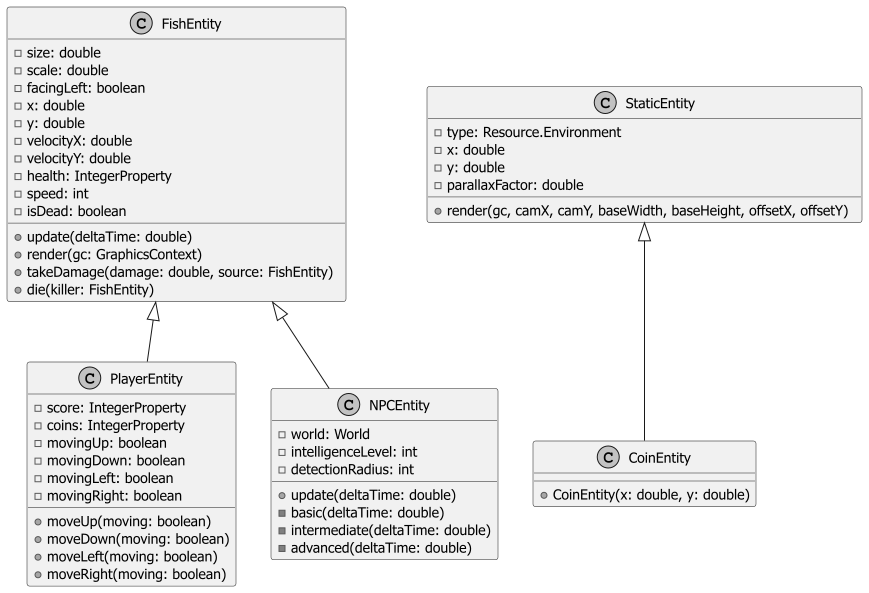 C FishEntity
size: double
scale: double
facingLeft: boolean
x: double
y: double
velocityX: double
velocityY: double
health: IntegerProperty
speed: int
isDead: boolean
update(deltaTime: double)
render(gc: GraphicsContext)
takeDamage(damage: double, source: FishEntity)
die(killer: FishEntity)
C StaticEntity
type: Resource.Environment
x: double
y: double
parallaxFactor: double
render(gc, camX, camY, baseWidth, baseHeight, offsetX, offsetY)
C PlayerEntity
score: IntegerProperty
coins: IntegerProperty
movingUp: boolean
movingDown: boolean
movingLeft: boolean
movingRight: boolean
moveUp(moving: boolean)
moveDown(moving: boolean)
moveLeft(moving: boolean)
moveRight(moving: boolean)
C NPCEntity
world: World
intelligenceLevel: int
detectionRadius: int
update(deltaTime: double)
basic(deltaTime: double)
intermediate(deltaTime: double)
advanced(deltaTime: double)
C CoinEntity
CoinEntity(x: double, y: double)